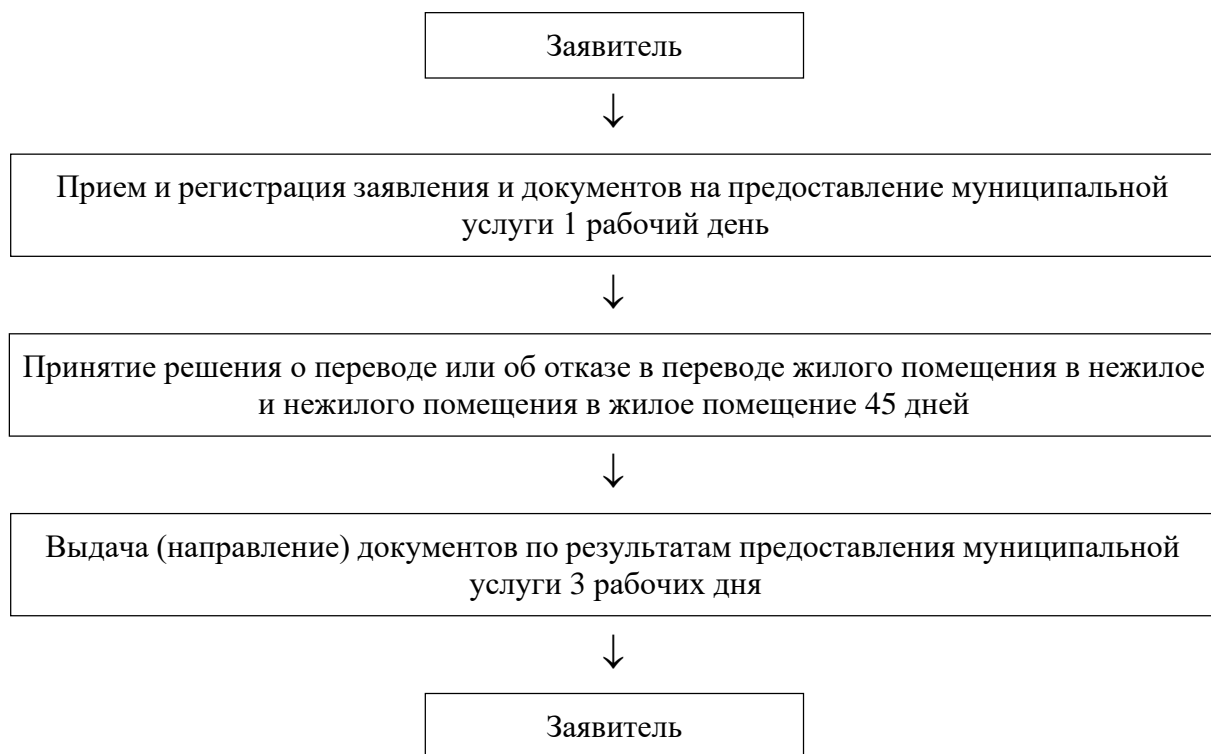 Заявитель
↓
Прием и регистрация заявления и документов на предоставление муниципальной
услуги 1 рабочий день
↓
Принятие решения о переводе или об отказе в переводе жилого помещения в нежилое
и нежилого помещения в жилое помещение 45 дней
↓
Выдача (направление) документов по результатам предоставления муниципальной
услуги 3 рабочих дня
↓
Заявитель